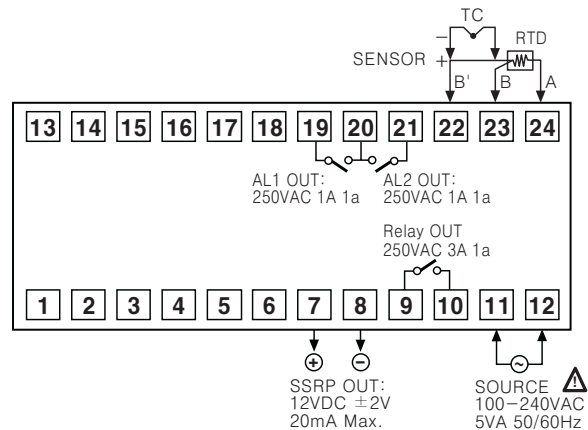 TC
− RTD
SENSOR +
B' B A
13 14 15 16 17 18 19 20 21 22 23 24
AL1 OUT: AL2 OUT:
250VAC 1A 1a 250VAC 1A 1a
Relay OUT
250VAC 3A 1a
1 2 3 4 5 6 7 8 9 10 11 12
+ − ~
SSRP OUT: SOURCE !
12VDC ±2V 100−240VAC
20mA Max. 5VA 50/60Hz